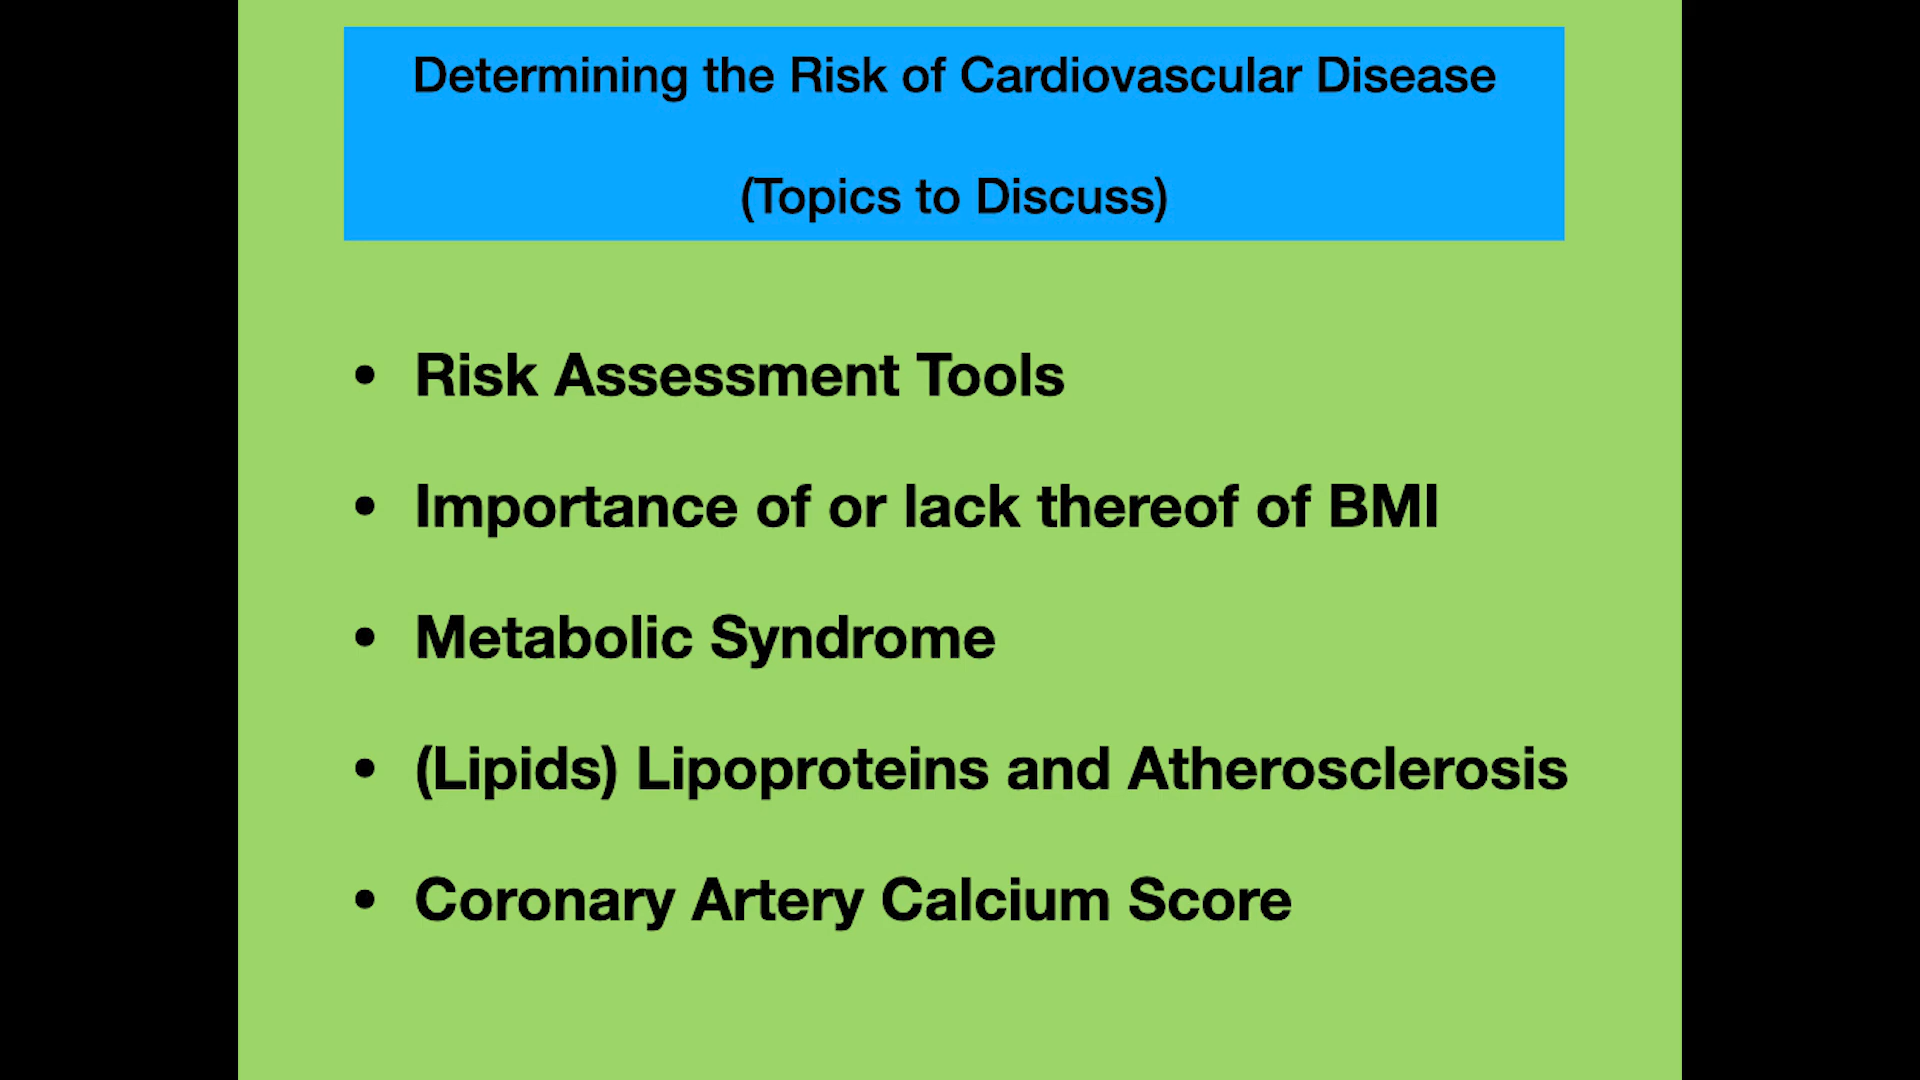 Determining the Risk of Cardiovascular Disease
(Topics to Discuss)
• Risk Assessment Tools
• Importance of or lack thereof of BMI
• Metabolic Syndrome
• (Lipids) Lipoproteins and Atherosclerosis
• Coronary Artery Calcium Score